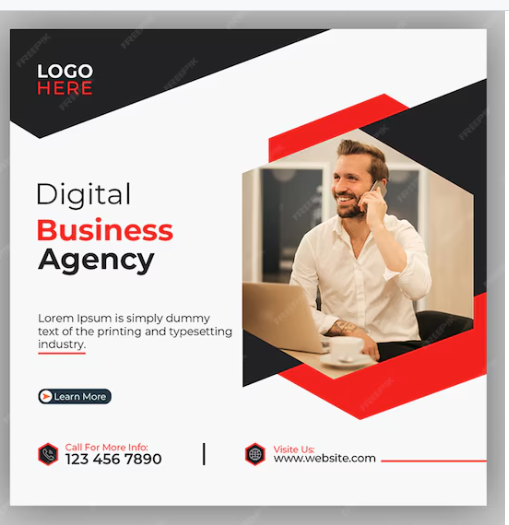 LOGO
HERE
Digital
Business
Agency
Lorem Ipsum is simply dummy
text of the printing and typesetting
industry.
Learn More
Call For More Info:
123 456 7890
Visite Us:
www.website.com